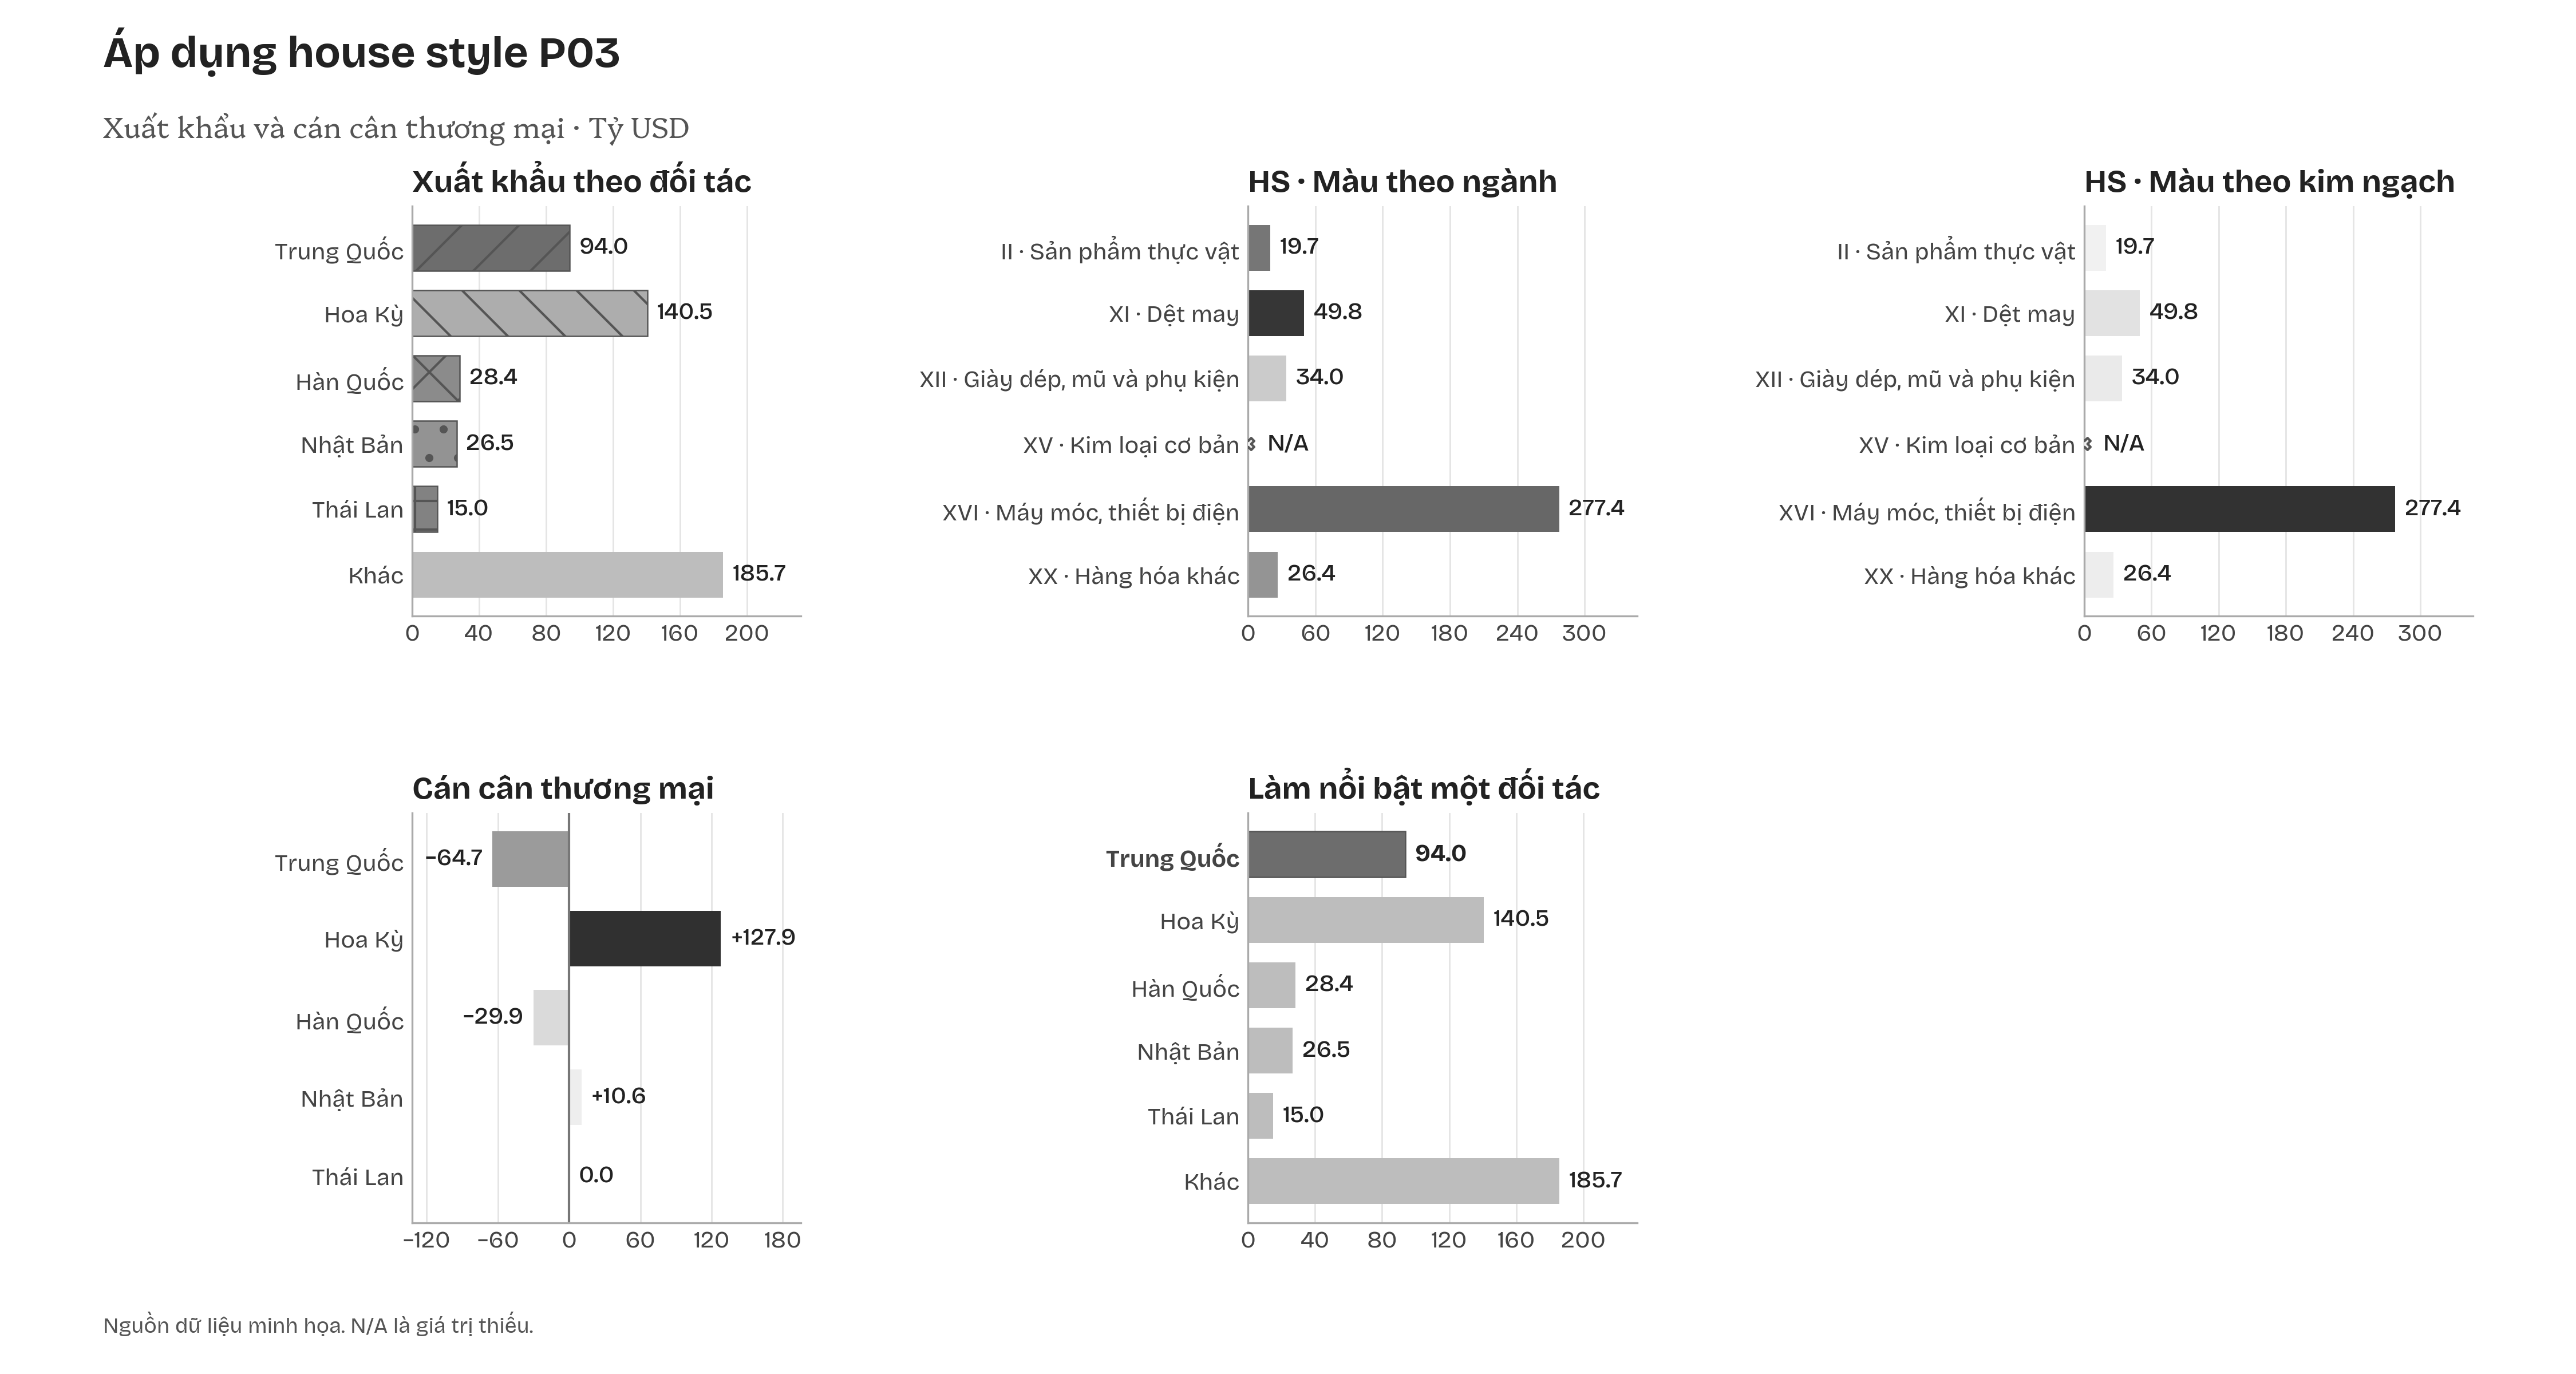 Áp dụng house style P03
Xuất khẩu và cán cân thương mại · Tỷ USD
Xuất khẩu theo đối tác
Trung Quốc 94.0
Hoa Kỳ 140.5
Hàn Quốc 28.4
Nhật Bản 26.5
Thái Lan 15.0
Khác 185.7
0 40 80 120 160 200
HS · Màu theo ngành
II · Sản phẩm thực vật 19.7
XI · Dệt may 49.8
XII · Giày dép, mũ và phụ kiện 34.0
XV · Kim loại cơ bản N/A
XVI · Máy móc, thiết bị điện 277.4
XX · Hàng hóa khác 26.4
0 60 120 180 240 300
HS · Màu theo kim ngạch
II · Sản phẩm thực vật 19.7
XI · Dệt may 49.8
XII · Giày dép, mũ và phụ kiện 34.0
XV · Kim loại cơ bản N/A
XVI · Máy móc, thiết bị điện 277.4
XX · Hàng hóa khác 26.4
0 60 120 180 240 300
Cán cân thương mại
Trung Quốc −64.7
Hoa Kỳ +127.9
Hàn Quốc −29.9
Nhật Bản +10.6
Thái Lan 0.0
−120 −60 0 60 120 180
Làm nổi bật một đối tác
Trung Quốc 94.0
Hoa Kỳ 140.5
Hàn Quốc 28.4
Nhật Bản 26.5
Thái Lan 15.0
Khác 185.7
0 40 80 120 160 200
Nguồn dữ liệu minh họa. N/A là giá trị thiếu.